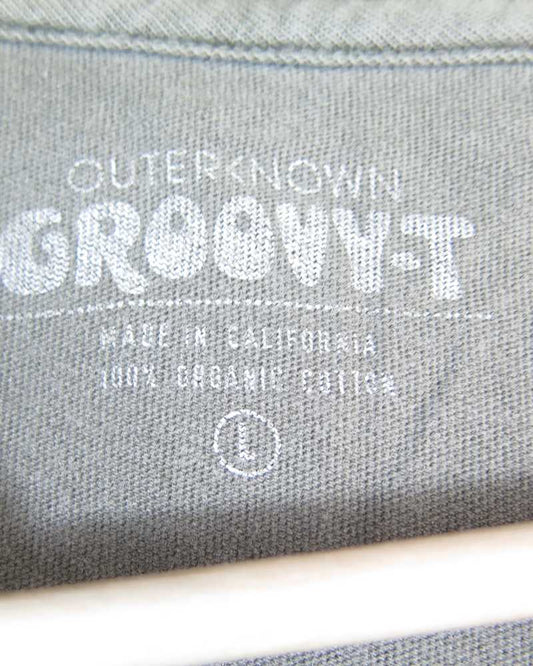 OUTERKNOWN
GROOVY-T
MADE IN CALIFORNIA
100% ORGANIC COTTON
L